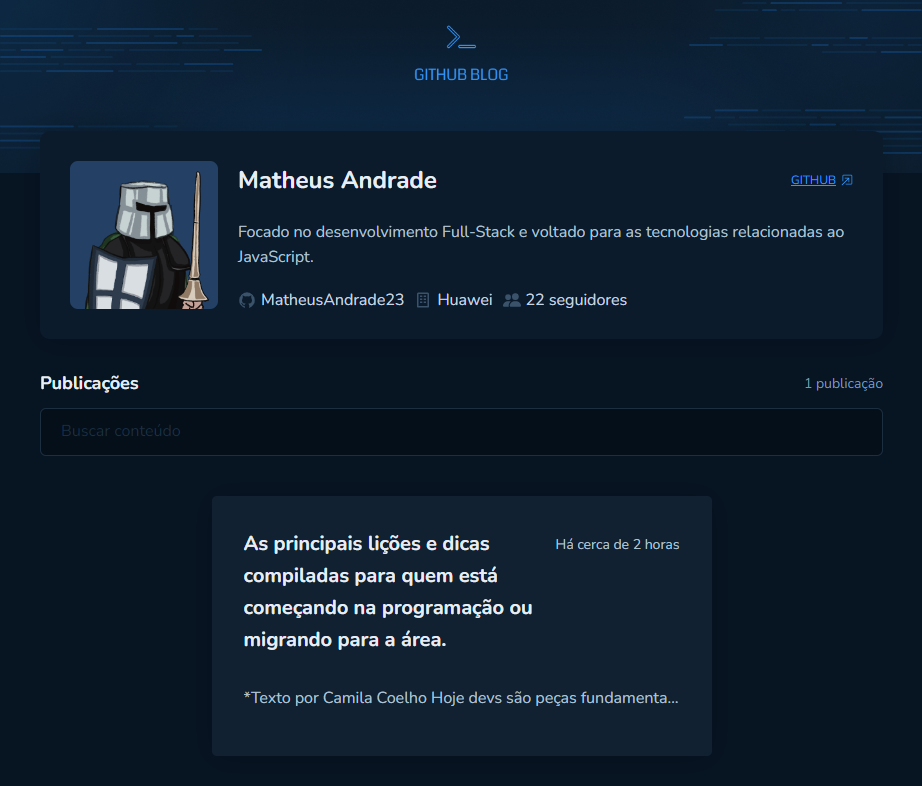 GITHUB BLOG
Matheus Andrade
GITHUB
Focado no desenvolvimento Full-Stack e voltado para as tecnologias relacionadas ao
JavaScript.
MatheusAndrade23 Huawei 22 seguidores
Publicações
1 publicação
Buscar conteúdo
As principais lições e dicas
compiladas para quem está
começando na programação ou
migrando para a área.
Há cerca de 2 horas
*Texto por Camila Coelho Hoje devs são peças fundamenta...